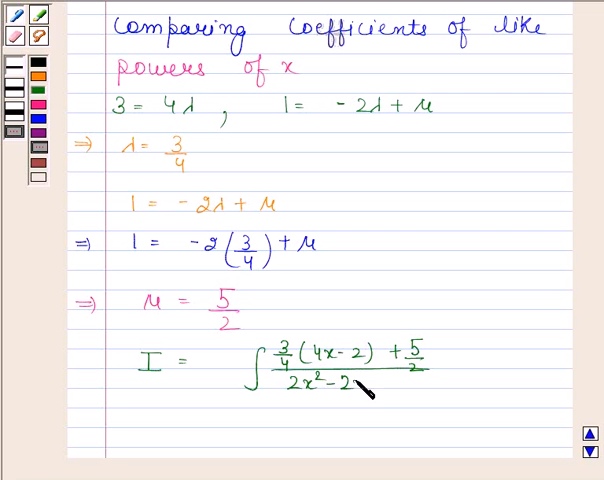 Comparing Coefficients of like
powers of x
3 = 4λ , 1 = -2λ + μ
⇒ λ = 3/4
1 = -2λ + μ
⇒ 1 = -2(3/4) + μ
⇒ μ = 5/2
I = ∫ (3/4(4x-2) + 5/2)/(2x²-2x